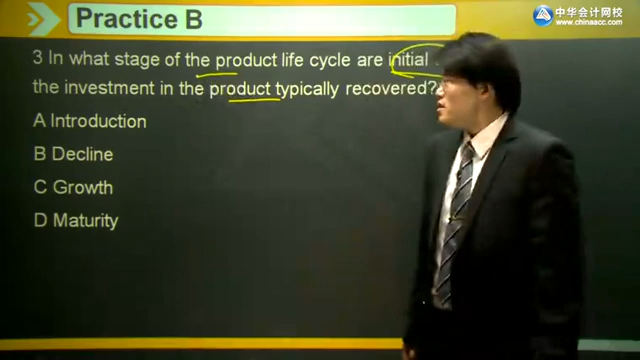 Practice B
中华会计网校
www.chinaacc.com
3 In what stage of the product life cycle are initial
the investment in the product typically recovered?
A Introduction
B Decline
C Growth
D Maturity